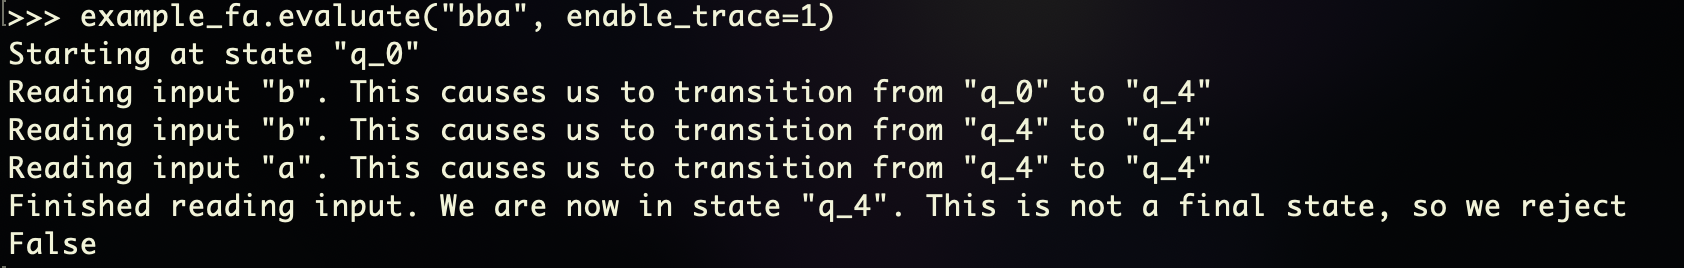 >>> example_fa.evaluate("bba", enable_trace=1)
Starting at state "q_0"
Reading input "b". This causes us to transition from "q_0" to "q_4"
Reading input "b". This causes us to transition from "q_4" to "q_4"
Reading input "a". This causes us to transition from "q_4" to "q_4"
Finished reading input. We are now in state "q_4". This is not a final state, so we reject
False